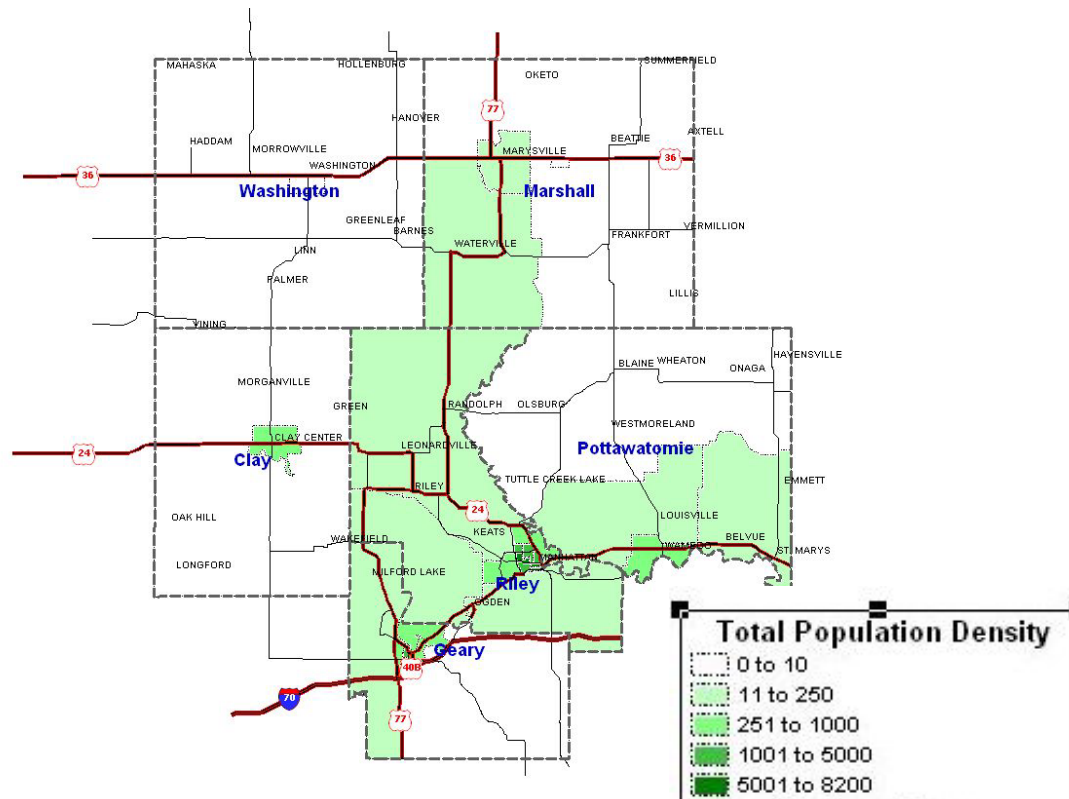 MAHASKA
HOLLENBURG
OKETO
SUMMERFIELD
77
HANOVER
HADDAM
MORROWVILLE
WASHINGTON
MARYSVILLE
BEATTIE
AXTELL
36
36
Washington
Marshall
GREENLEAF
BARNES
WATERVILLE
FRANKFORT
VERMILLION
LINN
PALMER
LILLIS
VINING
BLAINE
WHEATON
ONAGA
HAVENSVILLE
MORGANVILLE
GREEN
RANDOLPH
OLSBURG
WESTMORELAND
CLAY CENTER
LEONARDVILLE
Pottawatomie
24
Clay
RILEY
TUTTLE CREEK LAKE
EMMETT
OAK HILL
24
KEATS
LOUISVILLE
WAKEFIELD
WAMEGO
BELVUE
ST. MARYS
MANHATTAN
LONGFORD
MILFORD LAKE
Riley
OGDEN
Geary
40B
70
77
Total Population Density
0 to 10
11 to 250
251 to 1000
1001 to 5000
5001 to 8200